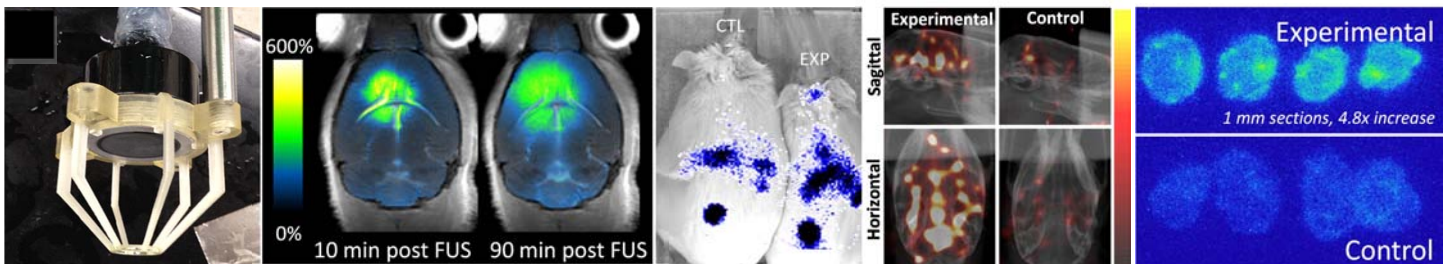 600%
0%
10 min post FUS
90 min post FUS
CTL
EXP
Experimental
Control
Sagittal
Horizontal
Experimental
1 mm sections, 4.8x increase
Control